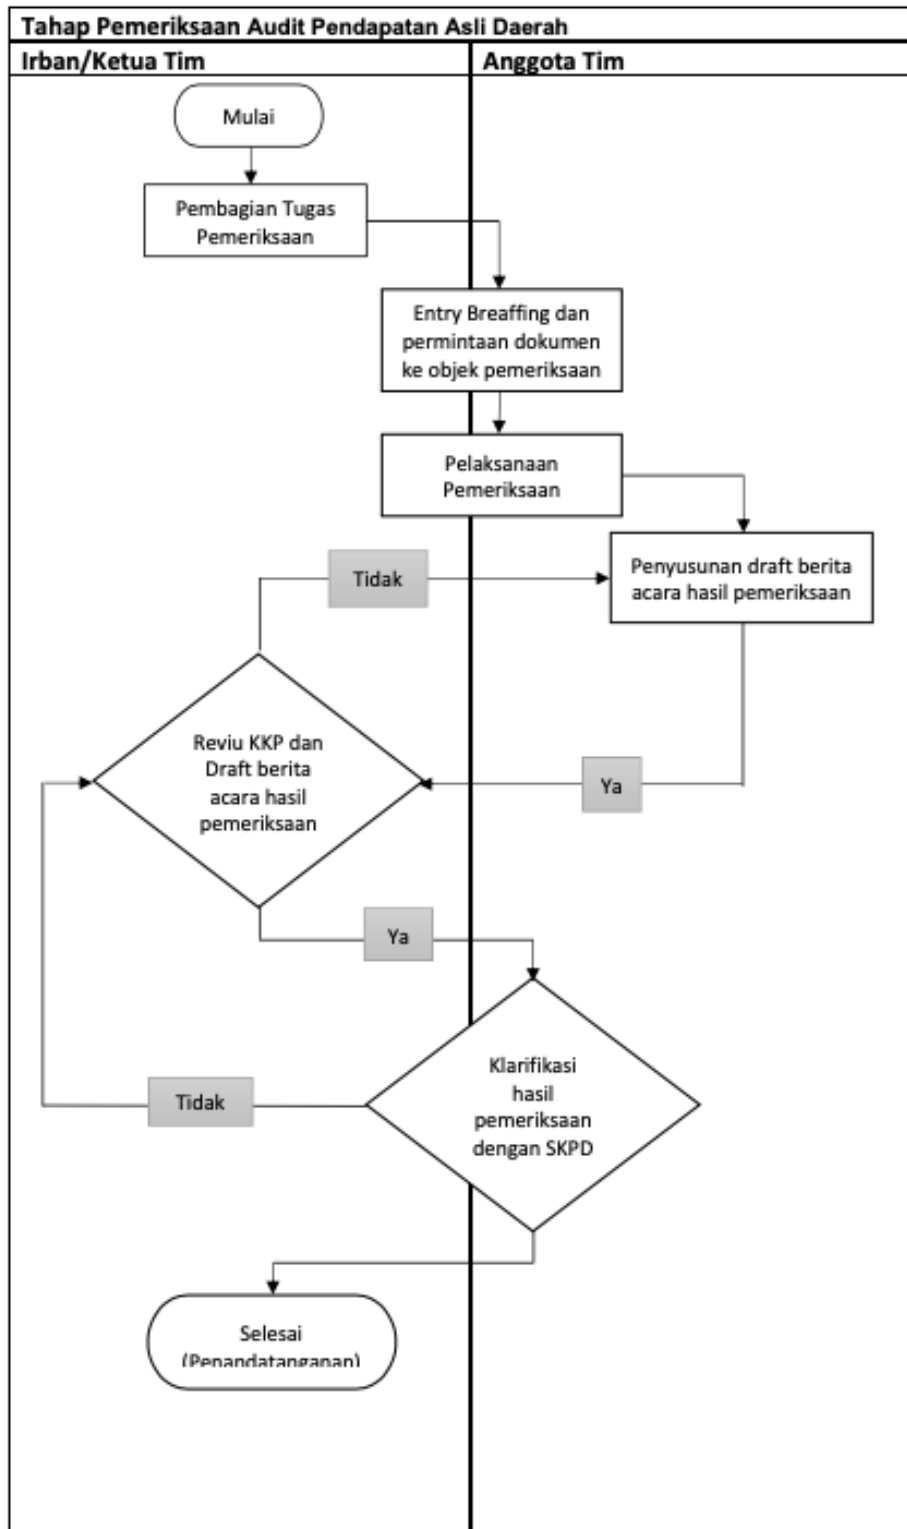 Tahap Pemeriksaan Audit Pendapatan Asli Daerah
Irban/Ketua Tim
Anggota Tim
Mulai
Pembagian Tugas
Pemeriksaan
Entry Breaffing dan
permintaan dokumen
ke objek pemeriksaan
Pelaksanaan
Pemeriksaan
Tidak
Penyusunan draft berita
acara hasil pemeriksaan
Reviu KKP dan
Draft berita
acara hasil
pemeriksaan
Ya
Ya
Klarifikasi
hasil
pemeriksaan
dengan SKPD
Tidak
Selesai
(Penandatanganan)